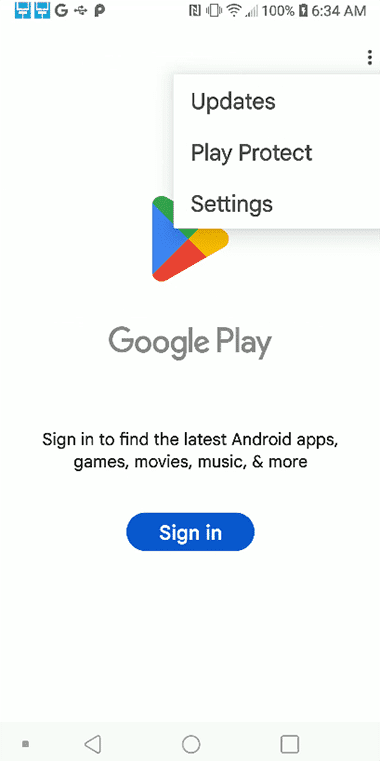 100% 6:34 AM
Updates
Play Protect
Settings
Google Play
Sign in to find the latest Android apps,
games, movies, music, & more
Sign in